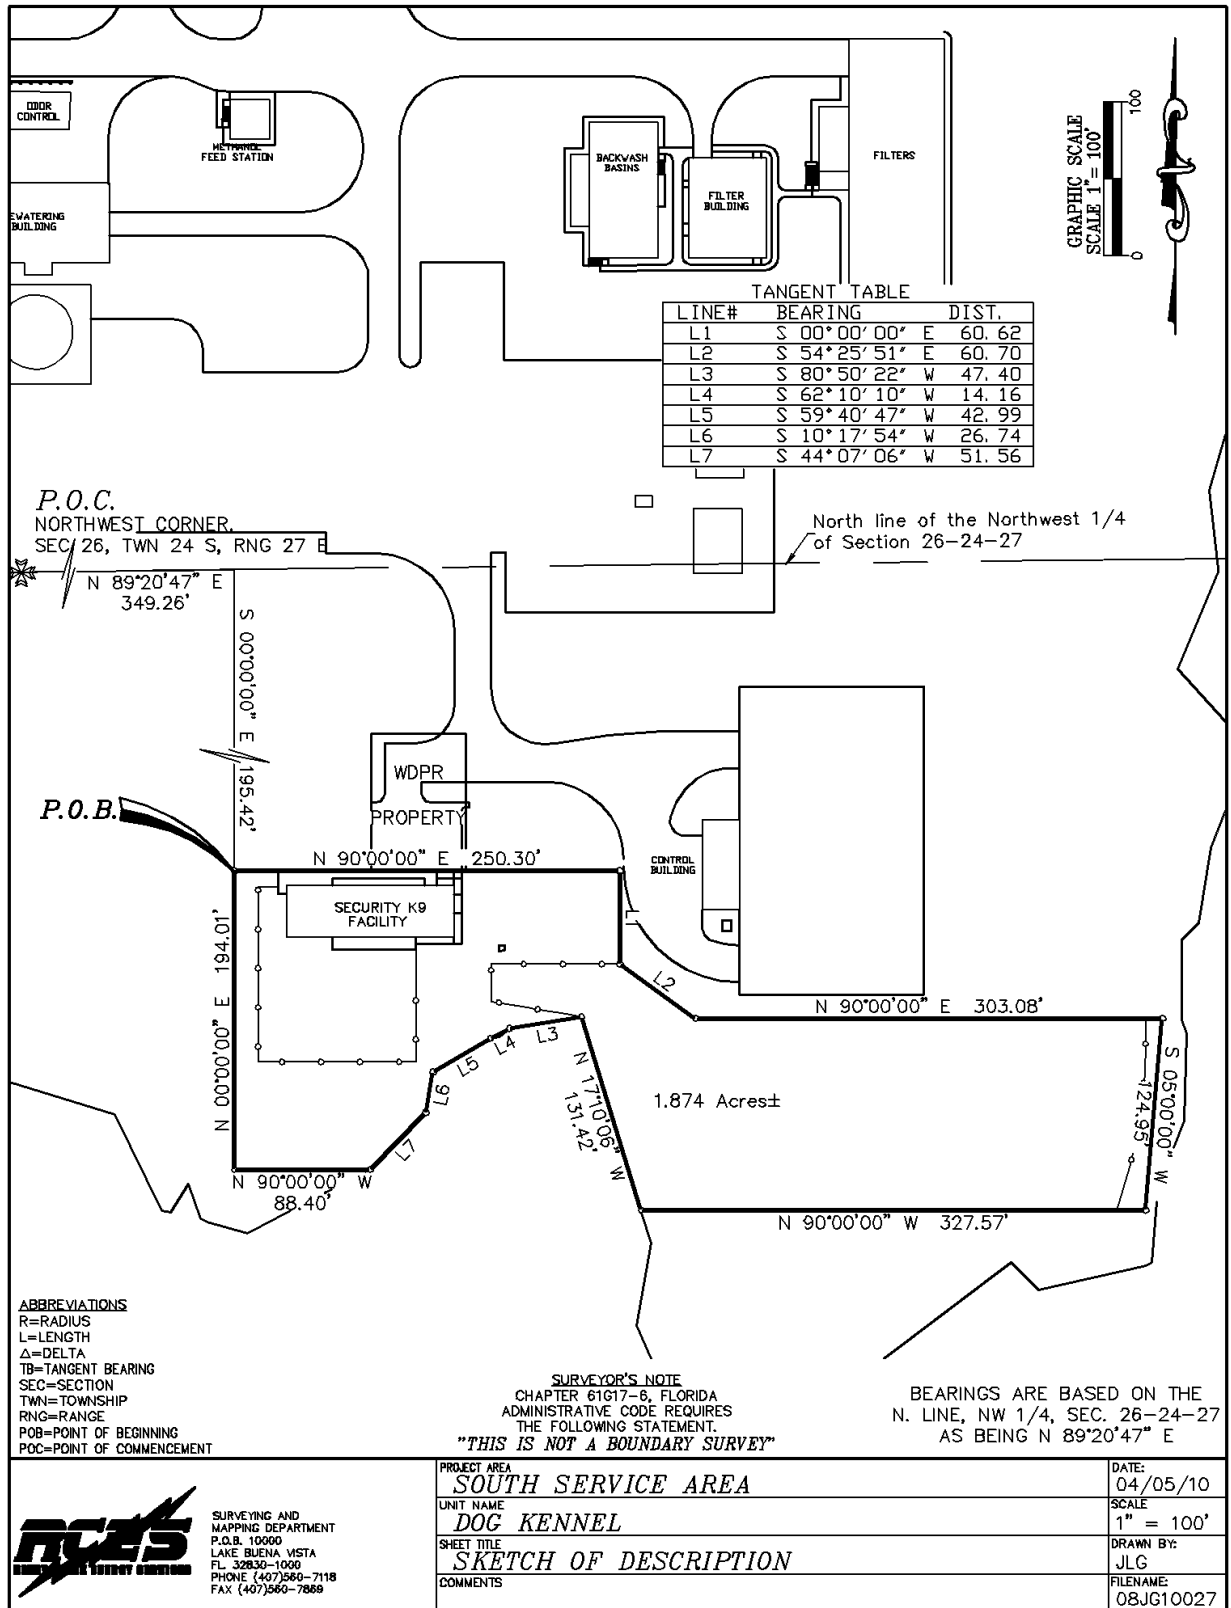 ODOR
CONTROL
METHANOL
FEED STATION
EWATERING
BUILDING
BACKWASH
BASINS
FILTER
BUILDING
FILTERS
GRAPHIC SCALE
SCALE 1"= 100'
0
100
TANGENT TABLE
LINE# BEARING DIST.
L1 S 00°00'00" E 60.62
L2 S 54°25'51" E 60.70
L3 S 80°50'22" W 47.40
L4 S 62°10'10" W 14.16
L5 S 59°40'47" W 42.99
L6 S 10°17'54" W 26.74
L7 S 44°07'06" W 51.56
P.O.C.
NORTHWEST CORNER.
SEC 26, TWN 24 S, RNG 27 E
N 89°20'47" E
349.26'
North line of the Northwest 1/4
of Section 26-24-27
S 00°00'00" E 195.42'
WDPR
PROPERTY
P.O.B.
N 90°00'00" E 250.30'
CONTROL
BUILDING
SECURITY K9
FACILITY
N 00°00'00" E 194.01'
L1
L2
N 90°00'00" E 303.08'
L3
L4
L5
L6
L7
N 17°10'06" W
131.42'
1.874 Acres±
S 05°00'00" W
124.95'
N 90°00'00" W
88.40'
N 90°00'00" W 327.57'
ABBREVIATIONS
R=RADIUS
L=LENGTH
△=DELTA
TB=TANGENT BEARING
SEC=SECTION
TWN=TOWNSHIP
RNG=RANGE
POB=POINT OF BEGINNING
POC=POINT OF COMMENCEMENT
SURVEYOR'S NOTE
CHAPTER 61G17-6, FLORIDA
ADMINISTRATIVE CODE REQUIRES
THE FOLLOWING STATEMENT.
"THIS IS NOT A BOUNDARY SURVEY"
BEARINGS ARE BASED ON THE
N. LINE, NW 1/4, SEC. 26-24-27
AS BEING N 89°20'47" E
RCES
ENERGY SERVICES
SURVEYING AND
MAPPING DEPARTMENT
P.O.B. 10000
LAKE BUENA VISTA
FL. 32830-1000
PHONE (407)560-7118
FAX (407)560-7869
PROJECT AREA
SOUTH SERVICE AREA
UNIT NAME
DOG KENNEL
SHEET TITLE
SKETCH OF DESCRIPTION
COMMENTS
DATE:
04/05/10
SCALE
1" = 100'
DRAWN BY:
JLG
FILENAME:
08JG10027